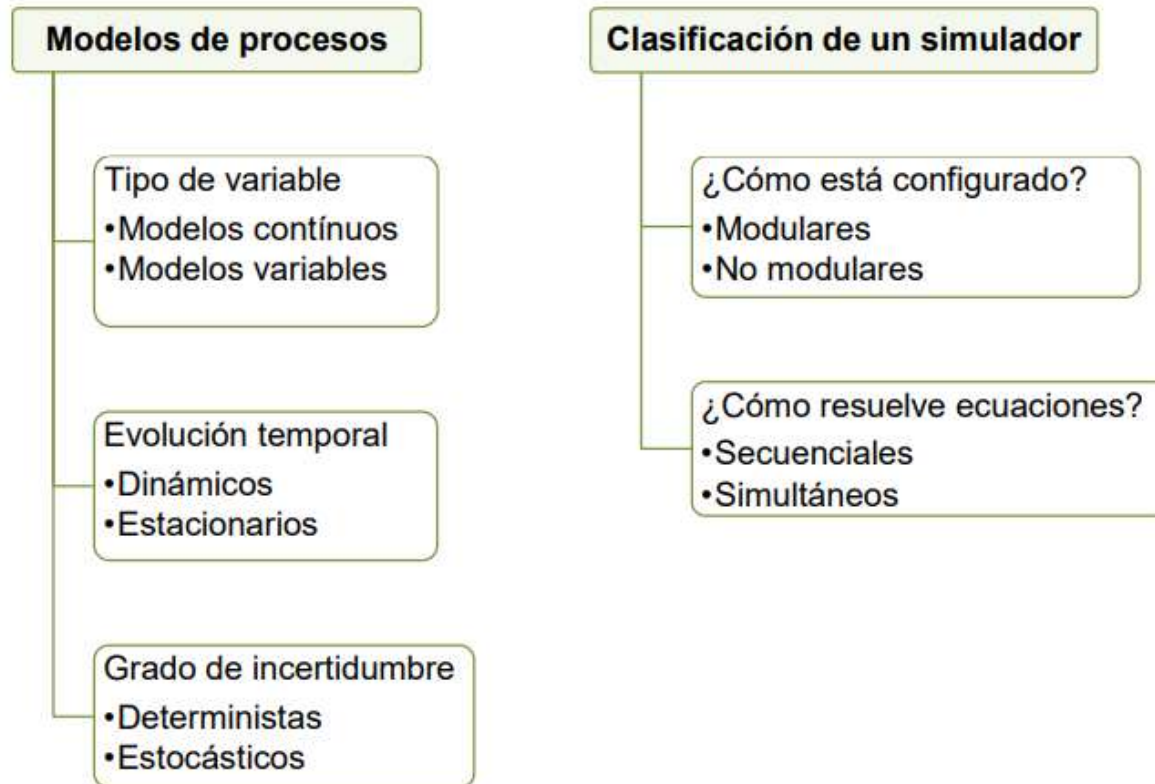 Modelos de procesos
Tipo de variable
•Modelos contínuos
•Modelos variables
Evolución temporal
•Dinámicos
•Estacionarios
Grado de incertidumbre
•Deterministas
•Estocásticos
Clasificación de un simulador
¿Cómo está configurado?
•Modulares
•No modulares
¿Cómo resuelve ecuaciones?
•Secuenciales
•Simultáneos